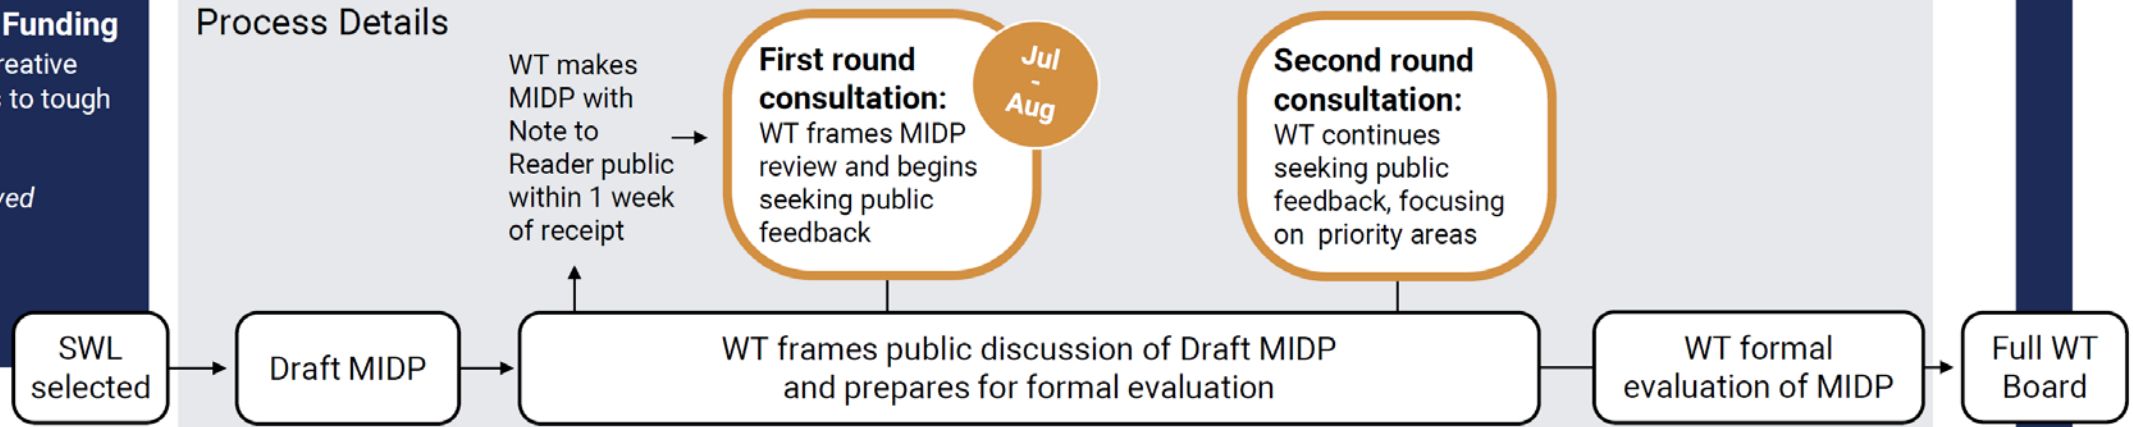 Funding
to tough
Process Details
WT makes
MIDP with
Note to
Reader public
within 1 week
of receipt
First round
consultation:
WT frames MIDP
review and begins
seeking public
feedback
Jul
-
Aug
Second round
consultation:
WT continues
seeking public
feedback, focusing
on priority areas
SWL
selected
Draft MIDP
WT frames public discussion of Draft MIDP
and prepares for formal evaluation
WT formal
evaluation of MIDP
Full WT
Board